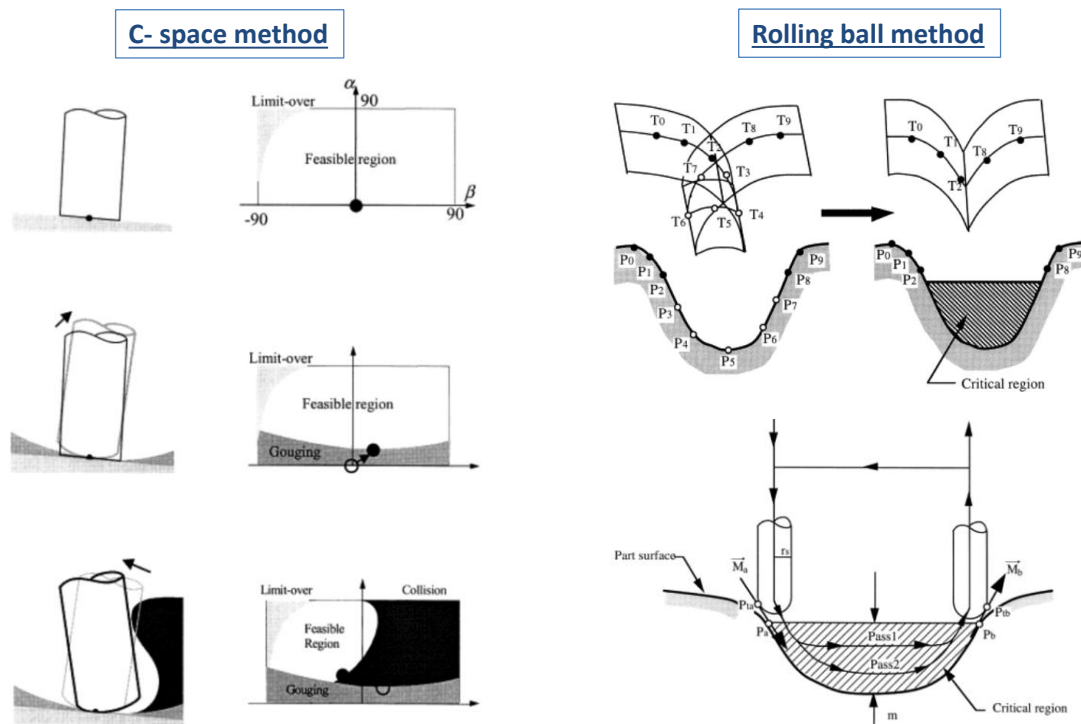 C- space method
α
90
Limit-over
Feasible region
β
-90
90
Limit-over
Feasible region
Gouging
Limit-over
Collision
Feasible
Region
Gouging
Rolling ball method
T0
T1
T2
T8
T9
T7
T3
T6
T5
T4
P0
P1
P2
P3
P4
P5
P6
P7
P8
P9
T0
T1
T2
T8
T9
P0
P1
P2
P8
P9
Critical region
Part surface
Ma
rs
Mb
Pta
Ptb
Pa
Pb
Pass1
Pass2
m
Critical region